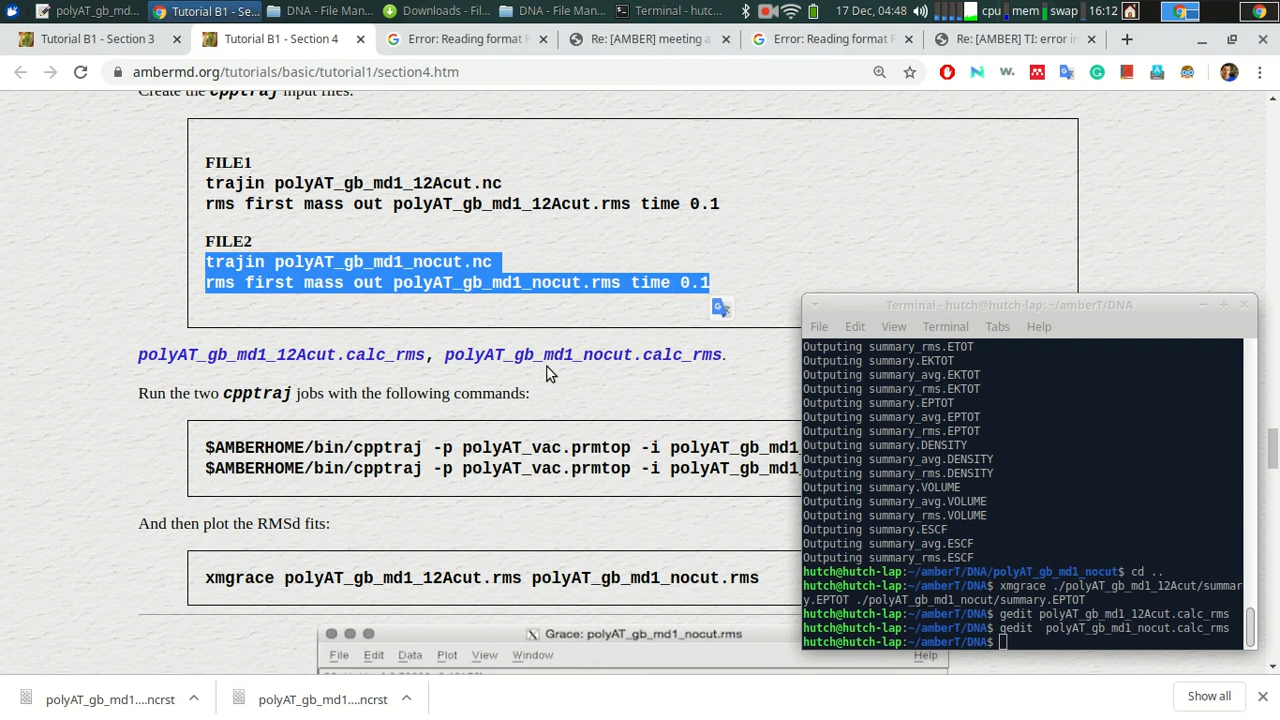 polyAT_gb_md1... Tutorial B1 - Se... DNA - File Man... Downloads - Fil... DNA - File Man... Terminal - hutc... 17 Dec, 04:48 cpu mem swap 16:12
Tutorial B1 - Section 3 Tutorial B1 - Section 4 Error: Reading format F Re: [AMBER] meeting a Error: Reading format F Re: [AMBER] TI: error in
ambermd.org/tutorials/basic/tutorial1/section4.htm
Create the cpptraj input files:
FILE1
trajin polyAT_gb_md1_12Acut.nc
rms first mass out polyAT_gb_md1_12Acut.rms time 0.1
FILE2
trajin polyAT_gb_md1_nocut.nc
rms first mass out polyAT_gb_md1_nocut.rms time 0.1
polyAT_gb_md1_12Acut.calc_rms, polyAT_gb_md1_nocut.calc_rms.
Run the two cpptraj jobs with the following commands:
$AMBERHOME/bin/cpptraj -p polyAT_vac.prmtop -i polyAT_gb_md1_
$AMBERHOME/bin/cpptraj -p polyAT_vac.prmtop -i polyAT_gb_md1_
And then plot the RMSd fits:
xmgrace polyAT_gb_md1_12Acut.rms polyAT_gb_md1_nocut.rms
Grace: polyAT_gb_md1_nocut.rms
File Edit Data Plot View Window Help
Terminal - hutch@hutch-lap: ~/amberT/DNA
File Edit View Terminal Tabs Help
Outputing summary_rms.ETOT
Outputing summary.EKTOT
Outputing summary_avg.EKTOT
Outputing summary_rms.EKTOT
Outputing summary.EPTOT
Outputing summary_avg.EPTOT
Outputing summary_rms.EPTOT
Outputing summary.DENSITY
Outputing summary_avg.DENSITY
Outputing summary_rms.DENSITY
Outputing summary.VOLUME
Outputing summary_avg.VOLUME
Outputing summary_rms.VOLUME
Outputing summary.ESCF
Outputing summary_avg.ESCF
Outputing summary_rms.ESCF
hutch@hutch-lap:~/amberT/DNA/polyAT_gb_md1_nocut$ cd ..
hutch@hutch-lap:~/amberT/DNA$ xmgrace ./polyAT_gb_md1_12Acut/summar
y.EPTOT ./polyAT_gb_md1_nocut/summary.EPTOT
hutch@hutch-lap:~/amberT/DNA$ gedit polyAT_gb_md1_12Acut.calc_rms
hutch@hutch-lap:~/amberT/DNA$ gedit  polyAT_gb_md1_nocut.calc_rms
hutch@hutch-lap:~/amberT/DNA$
polyAT_gb_md1....ncrst polyAT_gb_md1....ncrst Show all